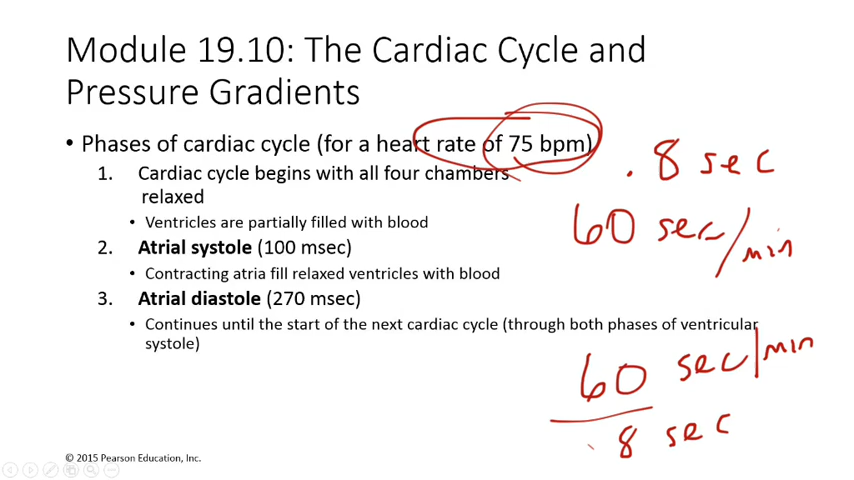 Module 19.10: The Cardiac Cycle and
Pressure Gradients
• Phases of cardiac cycle (for a heart rate of 75 bpm)
1. Cardiac cycle begins with all four chambers
relaxed
• Ventricles are partially filled with blood
2. Atrial systole (100 msec)
• Contracting atria fill relaxed ventricles with blood
3. Atrial diastole (270 msec)
• Continues until the start of the next cardiac cycle (through both phases of ventricular
systole)
.8 sec
60 sec/min
60 sec/min
.8 sec
© 2015 Pearson Education, Inc.